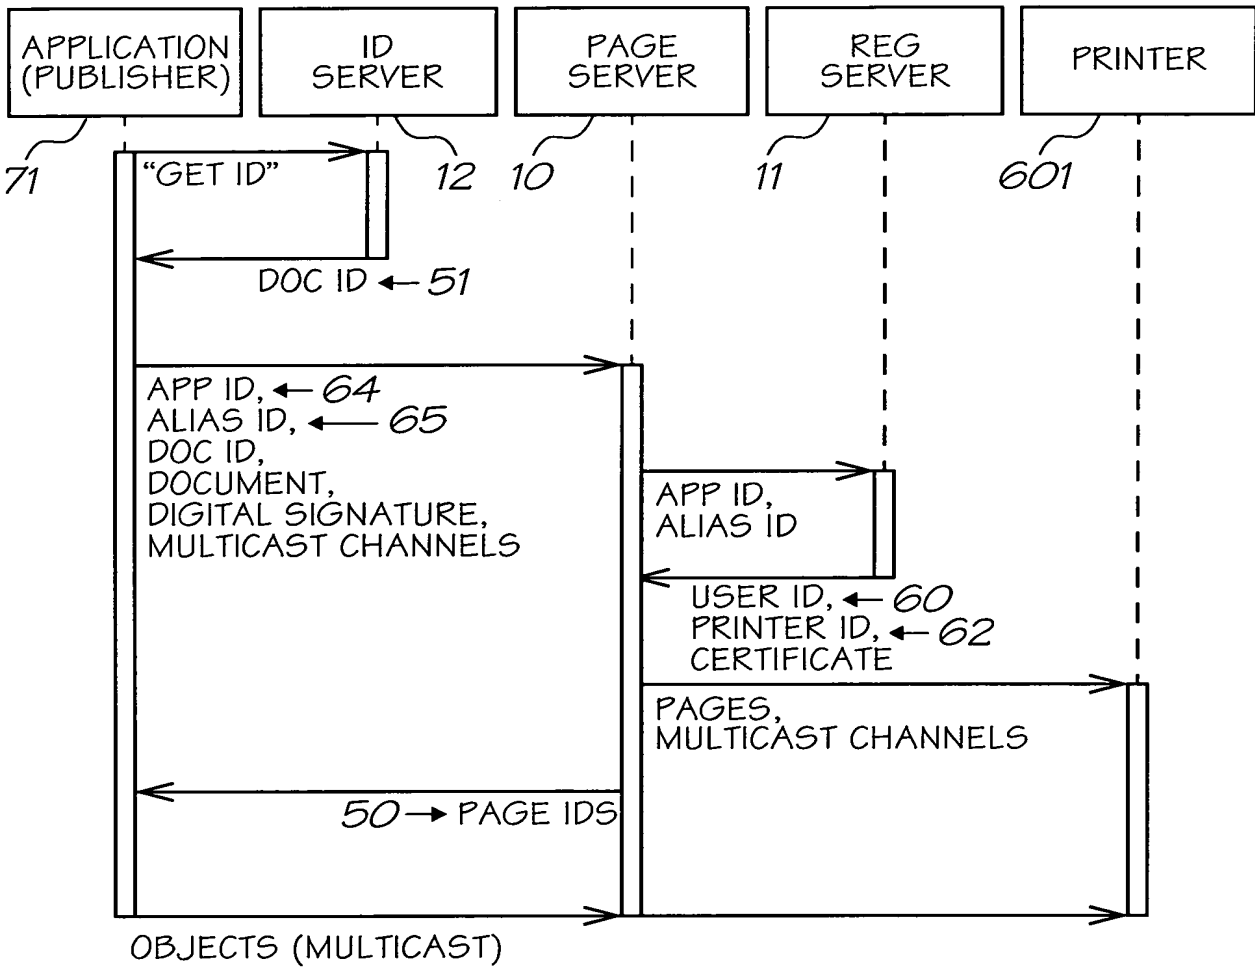 APPLICATION
(PUBLISHER)
ID
SERVER
PAGE
SERVER
REG
SERVER
PRINTER
71
12
10
11
601
“GET ID”
DOC ID 51
APP ID, 64
ALIAS ID, 65
DOC ID,
DOCUMENT,
DIGITAL SIGNATURE,
MULTICAST CHANNELS
APP ID,
ALIAS ID
USER ID, 60
PRINTER ID, 62
CERTIFICATE
PAGES,
MULTICAST CHANNELS
50 PAGE IDS
OBJECTS (MULTICAST)